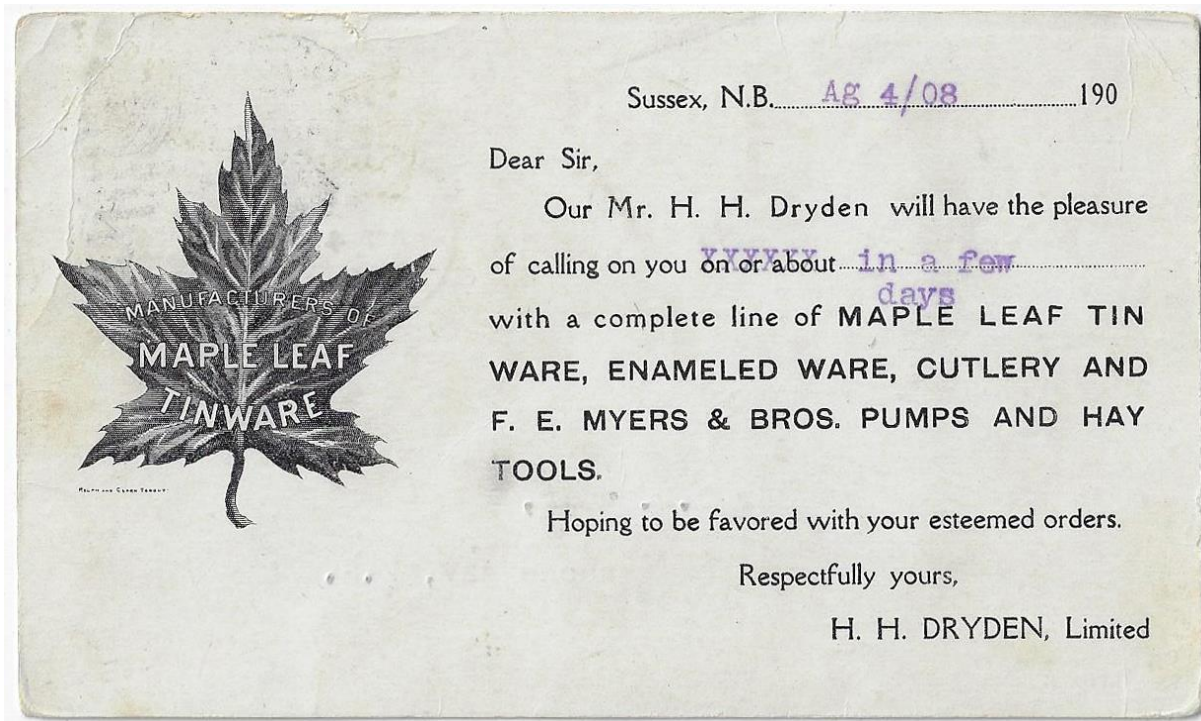 MANUFACTURERS OF
MAPLE LEAF
TINWARE
Sussex, N.B. Ag 4/08 190
Dear Sir,
Our Mr. H. H. Dryden will have the pleasure
of calling on you on or about in a few
days
with a complete line of MAPLE LEAF TIN
WARE, ENAMELED WARE, CUTLERY AND
F. E. MYERS & BROS. PUMPS AND HAY
TOOLS.
Hoping to be favored with your esteemed orders.
Respectfully yours,
H. H. DRYDEN, Limited